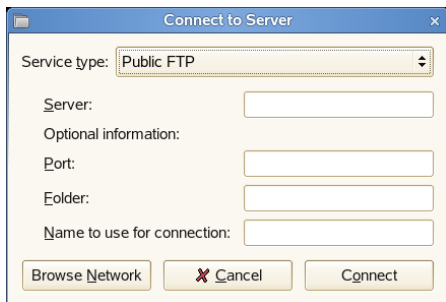 Connect to Server
Service type: Public FTP
Server:
Optional information:
Port:
Folder:
Name to use for connection:
Browse Network Cancel Connect